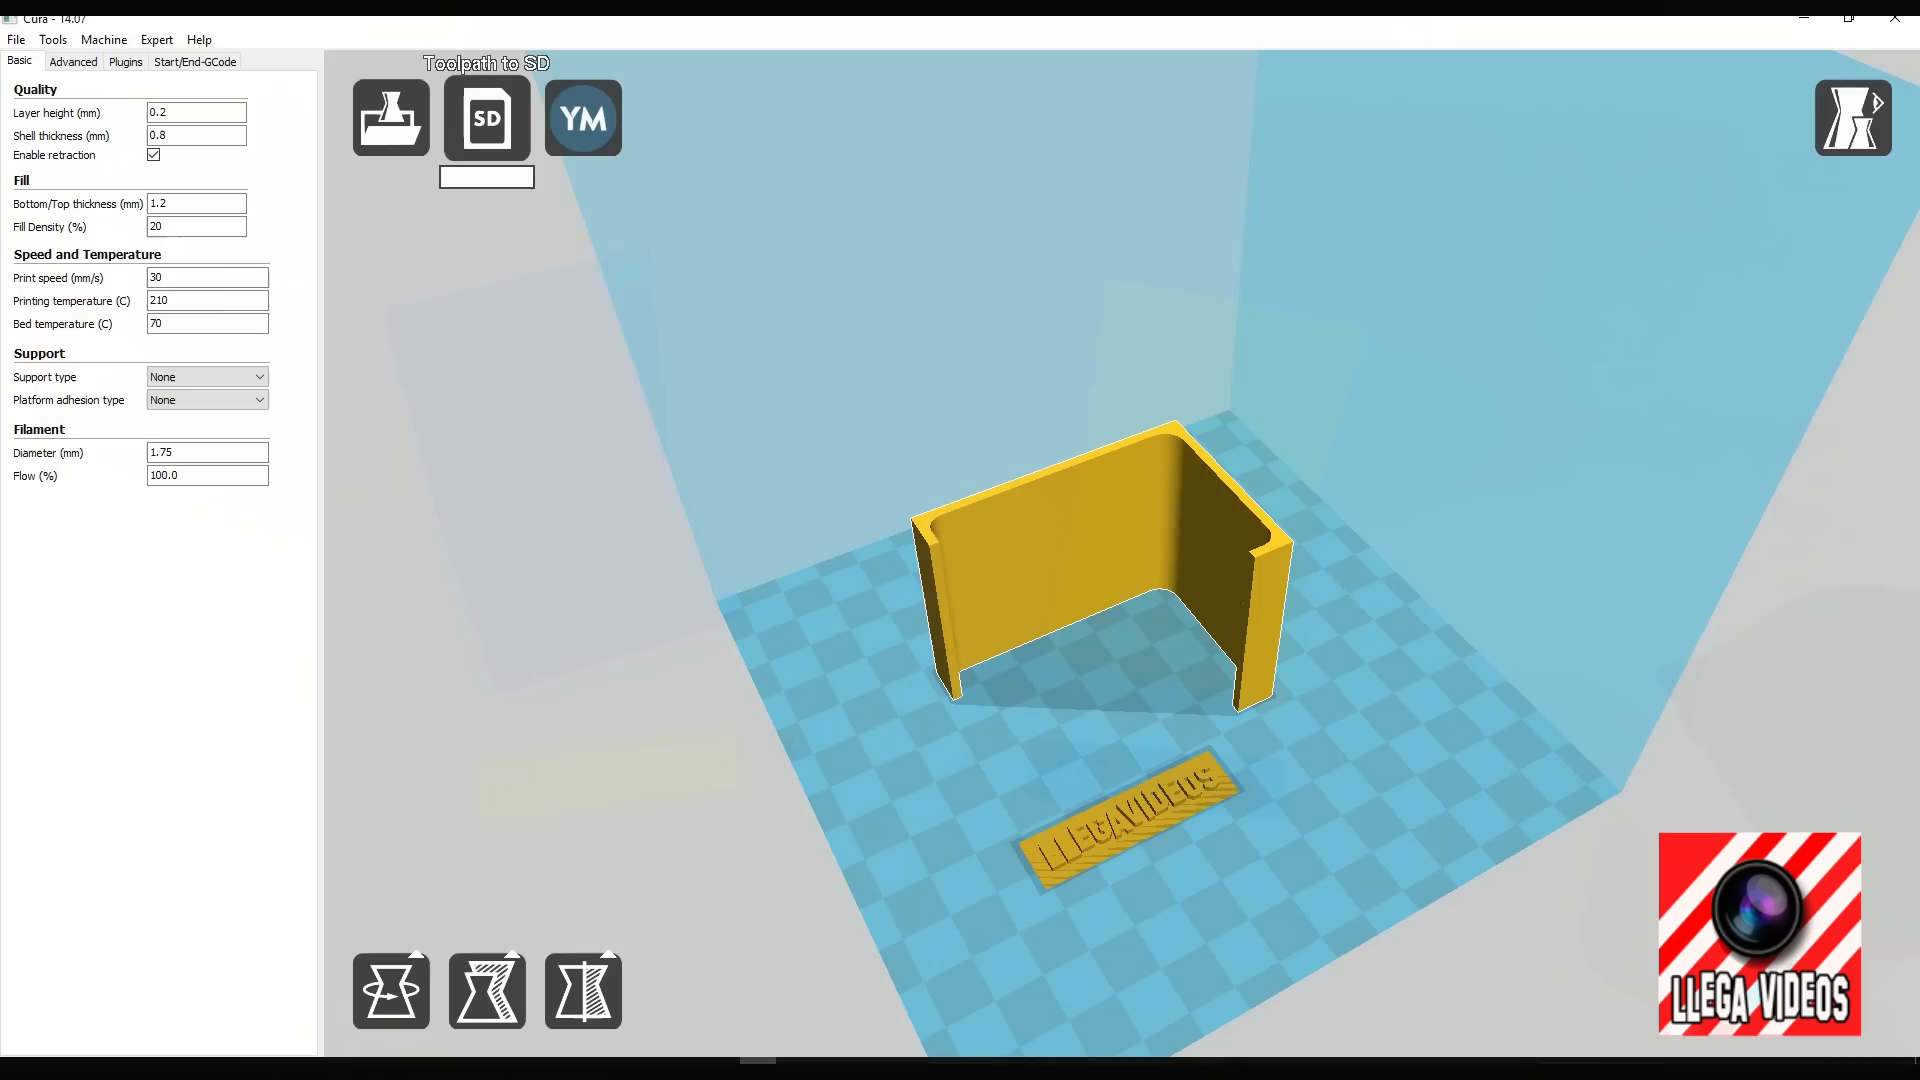 Cura - 14.07
File Tools Machine Expert Help
Basic Advanced Plugins Start/End-GCode
Toolpath to SD
SD
YM
Quality
Layer height (mm) 0.2
Shell thickness (mm) 0.8
Enable retraction
Fill
Bottom/Top thickness (mm) 1.2
Fill Density (%) 20
Speed and Temperature
Print speed (mm/s) 30
Printing temperature (C) 210
Bed temperature (C) 70
Support
Support type None
Platform adhesion type None
Filament
Diameter (mm) 1.75
Flow (%) 100.0
LLEGAVIDEOS
LLEGA VIDEOS